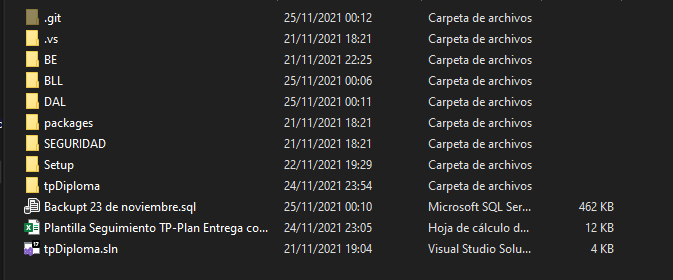 .git 25/11/2021 00:12 Carpeta de archivos
.vs 21/11/2021 18:21 Carpeta de archivos
BE 21/11/2021 22:25 Carpeta de archivos
BLL 25/11/2021 00:06 Carpeta de archivos
DAL 25/11/2021 00:11 Carpeta de archivos
packages 21/11/2021 18:21 Carpeta de archivos
SEGURIDAD 21/11/2021 18:21 Carpeta de archivos
Setup 22/11/2021 19:29 Carpeta de archivos
tpDiploma 24/11/2021 23:54 Carpeta de archivos
Backupt 23 de noviembre.sql 25/11/2021 00:10 Microsoft SQL Ser... 462 KB
Plantilla Seguimiento TP-Plan Entrega co... 24/11/2021 23:05 Hoja de cálculo d... 12 KB
tpDiploma.sln 21/11/2021 19:04 Visual Studio Solu... 4 KB